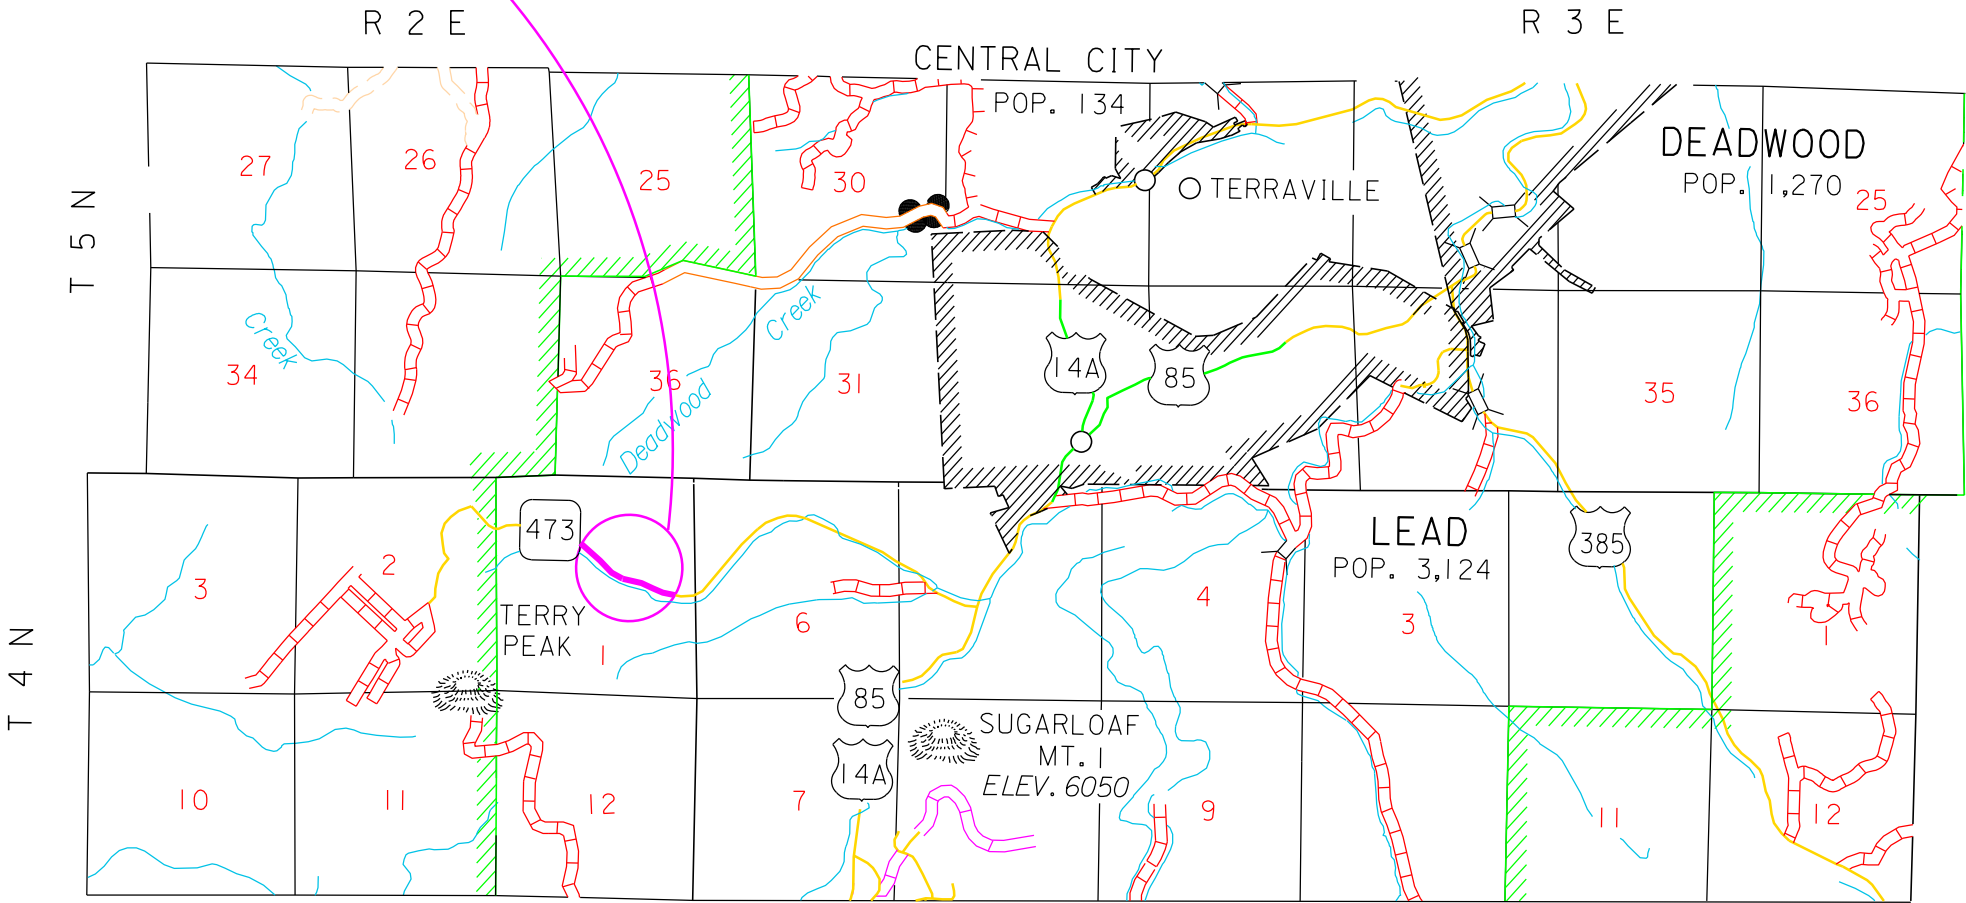 R 2 E
R 3 E
CENTRAL CITY
POP. 134
DEADWOOD
POP. 1,270
27
26
25
30
TERRAVILLE
25
T 5 N
Creek
Creek
34
36
31
14A
85
35
36
Deadwood
473
LEAD
POP. 3,124
385
3
2
TERRY
PEAK
1
6
4
3
1
T 4 N
85
SUGARLOAF
MT. 1
ELEV. 6050
14A
10
11
12
7
9
11
12